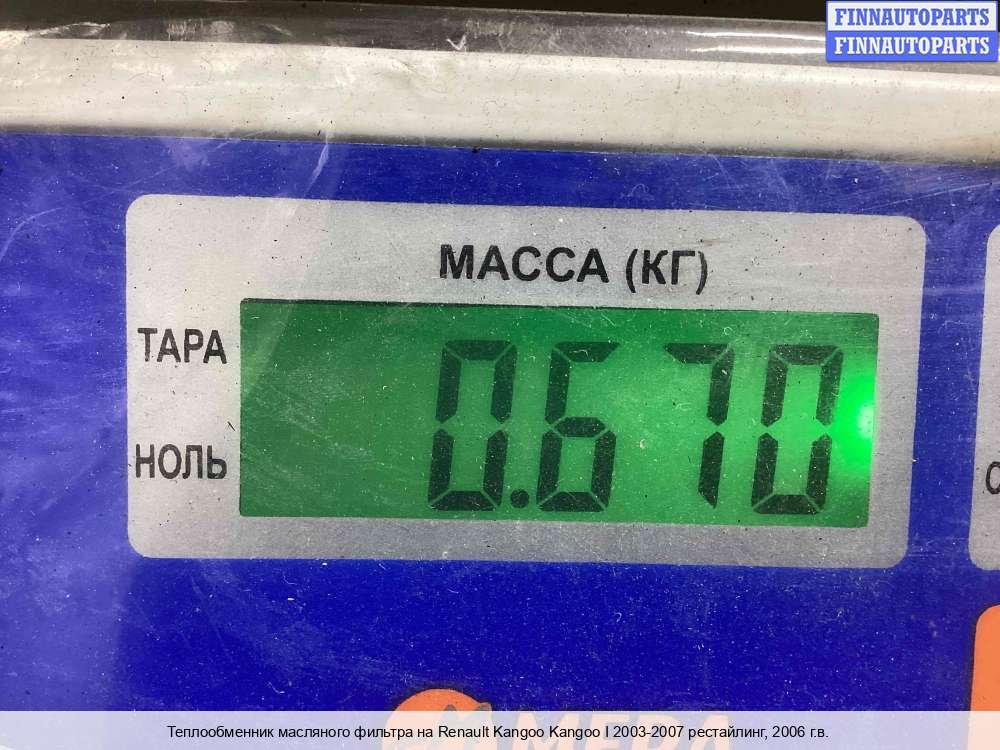 FINNAUTOPARTS
FINNAUTOPARTS
МАССА (КГ)
ТАРА
0.670
НОЛЬ
Теплообменник масляного фильтра на Renault Kangoo Kangoo I 2003-2007 рестайлинг, 2006 г.в.